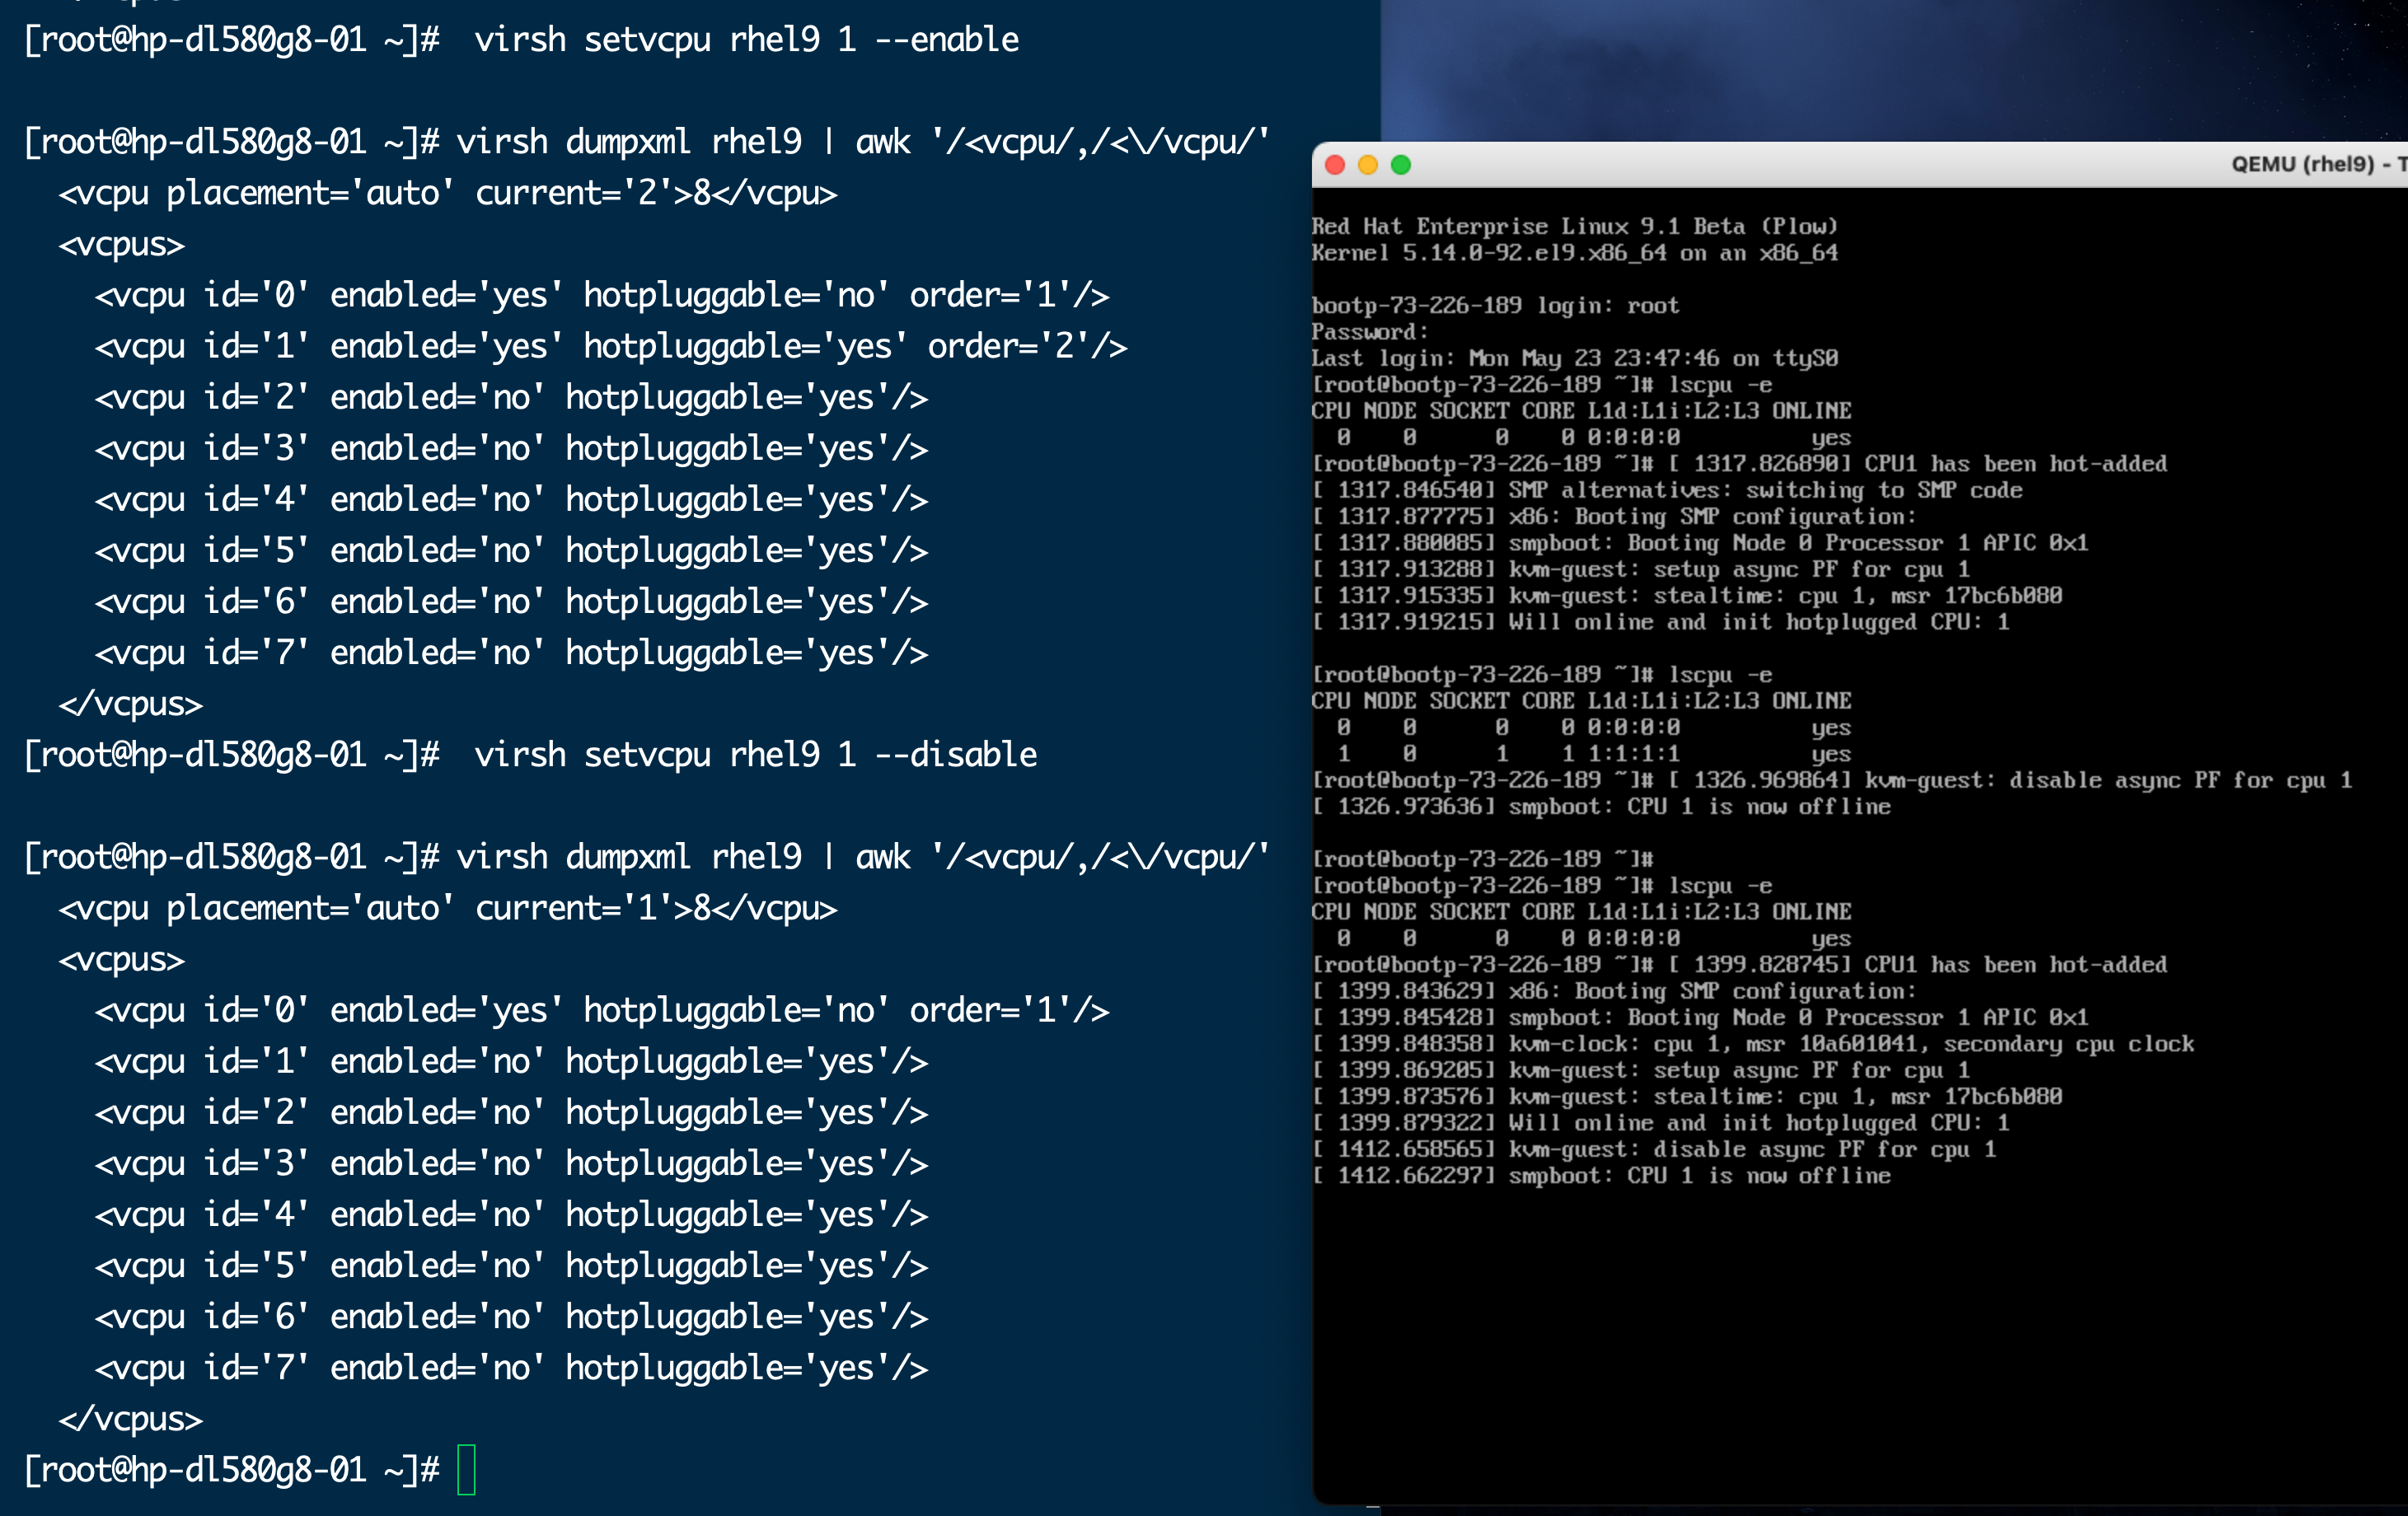 [root@hp-dl580g8-01 ~]#  virsh setvcpu rhel9 1 --enable
[root@hp-dl580g8-01 ~]# virsh dumpxml rhel9 | awk '/<vcpu/,/<\/vcpu/'
  <vcpu placement='auto' current='2'>8</vcpu>
  <vcpus>
    <vcpu id='0' enabled='yes' hotpluggable='no' order='1'/>
    <vcpu id='1' enabled='yes' hotpluggable='yes' order='2'/>
    <vcpu id='2' enabled='no' hotpluggable='yes'/>
    <vcpu id='3' enabled='no' hotpluggable='yes'/>
    <vcpu id='4' enabled='no' hotpluggable='yes'/>
    <vcpu id='5' enabled='no' hotpluggable='yes'/>
    <vcpu id='6' enabled='no' hotpluggable='yes'/>
    <vcpu id='7' enabled='no' hotpluggable='yes'/>
  </vcpus>
[root@hp-dl580g8-01 ~]#  virsh setvcpu rhel9 1 --disable
[root@hp-dl580g8-01 ~]# virsh dumpxml rhel9 | awk '/<vcpu/,/<\/vcpu/'
  <vcpu placement='auto' current='1'>8</vcpu>
  <vcpus>
    <vcpu id='0' enabled='yes' hotpluggable='no' order='1'/>
    <vcpu id='1' enabled='no' hotpluggable='yes'/>
    <vcpu id='2' enabled='no' hotpluggable='yes'/>
    <vcpu id='3' enabled='no' hotpluggable='yes'/>
    <vcpu id='4' enabled='no' hotpluggable='yes'/>
    <vcpu id='5' enabled='no' hotpluggable='yes'/>
    <vcpu id='6' enabled='no' hotpluggable='yes'/>
    <vcpu id='7' enabled='no' hotpluggable='yes'/>
  </vcpus>
[root@hp-dl580g8-01 ~]#
QEMU (rhel9) -
Red Hat Enterprise Linux 9.1 Beta (Plow)
Kernel 5.14.0-92.el9.x86_64 on an x86_64
bootp-73-226-189 login: root
Password:
Last login: Mon May 23 23:47:46 on ttyS0
[root@bootp-73-226-189 ~]# lscpu -e
CPU NODE SOCKET CORE L1d:L1i:L2:L3 ONLINE
  0    0      0    0 0:0:0:0          yes
[root@bootp-73-226-189 ~]# [ 1317.826890] CPU1 has been hot-added
[ 1317.846540] SMP alternatives: switching to SMP code
[ 1317.877775] x86: Booting SMP configuration:
[ 1317.880085] smpboot: Booting Node 0 Processor 1 APIC 0x1
[ 1317.913288] kvm-guest: setup async PF for cpu 1
[ 1317.915335] kvm-guest: stealtime: cpu 1, msr 17bc6b080
[ 1317.919215] Will online and init hotplugged CPU: 1
[root@bootp-73-226-189 ~]# lscpu -e
CPU NODE SOCKET CORE L1d:L1i:L2:L3 ONLINE
  0    0      0    0 0:0:0:0          yes
  1    0      1    1 1:1:1:1          yes
[root@bootp-73-226-189 ~]# [ 1326.969864] kvm-guest: disable async PF for cpu 1
[ 1326.973636] smpboot: CPU 1 is now offline
[root@bootp-73-226-189 ~]#
[root@bootp-73-226-189 ~]# lscpu -e
CPU NODE SOCKET CORE L1d:L1i:L2:L3 ONLINE
  0    0      0    0 0:0:0:0          yes
[root@bootp-73-226-189 ~]# [ 1399.828745] CPU1 has been hot-added
[ 1399.843629] x86: Booting SMP configuration:
[ 1399.845428] smpboot: Booting Node 0 Processor 1 APIC 0x1
[ 1399.848358] kvm-clock: cpu 1, msr 10a601041, secondary cpu clock
[ 1399.869205] kvm-guest: setup async PF for cpu 1
[ 1399.873576] kvm-guest: stealtime: cpu 1, msr 17bc6b080
[ 1399.879322] Will online and init hotplugged CPU: 1
[ 1412.658565] kvm-guest: disable async PF for cpu 1
[ 1412.662297] smpboot: CPU 1 is now offline